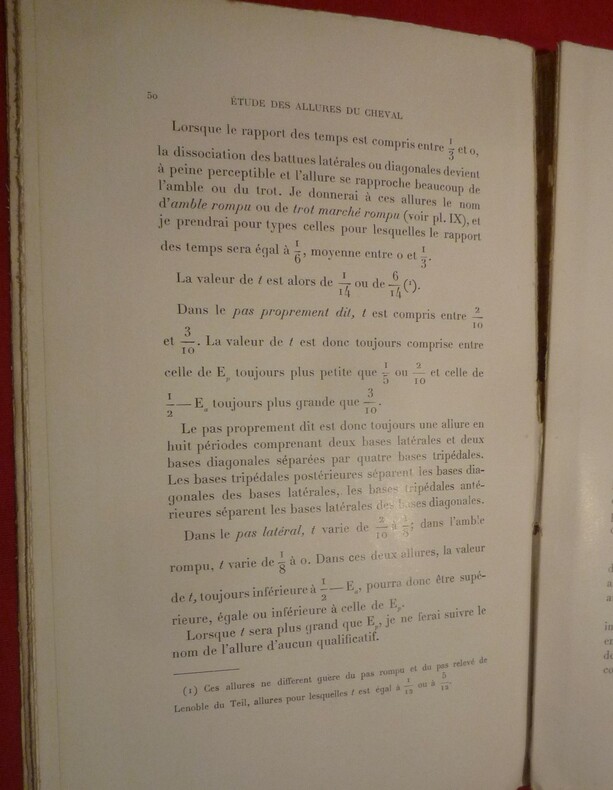 50
ÉTUDE DES ALLURES DU CHEVAL
Lorsque le rapport des temps est compris entre 1/3 et 0,
la dissociation des battues latérales ou diagonales devient
à peine perceptible et l'allure se rapproche beaucoup de
l'amble ou du trot. Je donnerai à ces allures le nom
d'amble rompu ou de trot marché rompu (voir pl. IX), et
je prendrai pour types celles pour lesquelles le rapport
des temps sera égal à 1/6, moyenne entre 0 et 1/3.
La valeur de t est alors de 1/14 ou de 6/14 (1).
Dans le pas proprement dit, t est compris entre 2/10
et 3/10. La valeur de t est donc toujours comprise entre
celle de Ep toujours plus petite que 1/5 ou 2/10 et celle de
1/2 — Ea toujours plus grande que 3/10.
Le pas proprement dit est donc toujours une allure en
huit périodes comprenant deux bases latérales et deux
bases diagonales séparées par quatre bases tripédales.
Les bases tripédales postérieures séparent les bases dia-
gonales des bases latérales, les bases tripédales anté-
rieures séparent les bases latérales des bases diagonales.
Dans le pas latéral, t varie de 2/10 à 1/8; dans l'amble
rompu, t varie de 1/8 à 0. Dans ces deux allures, la valeur
de t, toujours inférieure à 1/2 — Ea, pourra donc être supé-
rieure, égale ou inférieure à celle de Ep.
Lorsque t sera plus grand que Ep, je ne ferai suivre le
nom de l'allure d'aucun qualificatif.
(1) Ces allures ne diffèrent guère du pas rompu et du pas relevé de
Lenoble du Teil, allures pour lesquelles t est égal à 1/12 ou à 5/12.